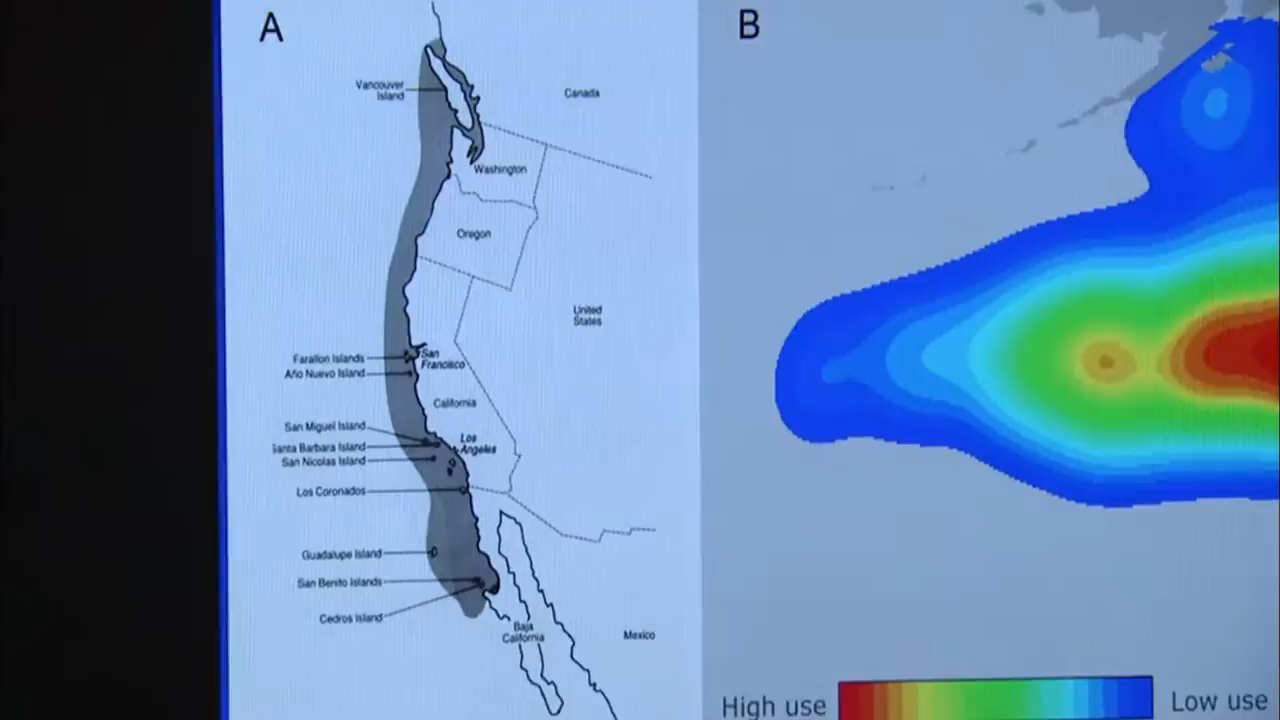 A
B
Vancouver
Island
Canada
Washington
Oregon
United
States
Farallon Islands
San
Francisco
Año Nuevo Island
California
San Miguel Island
Los
Angeles
Santa Barbara Island
San Nicolas Island
Los Coronados
Guadalupe Island
San Benito Islands
Cedros Island
Baja
California
Mexico
High use
Low use